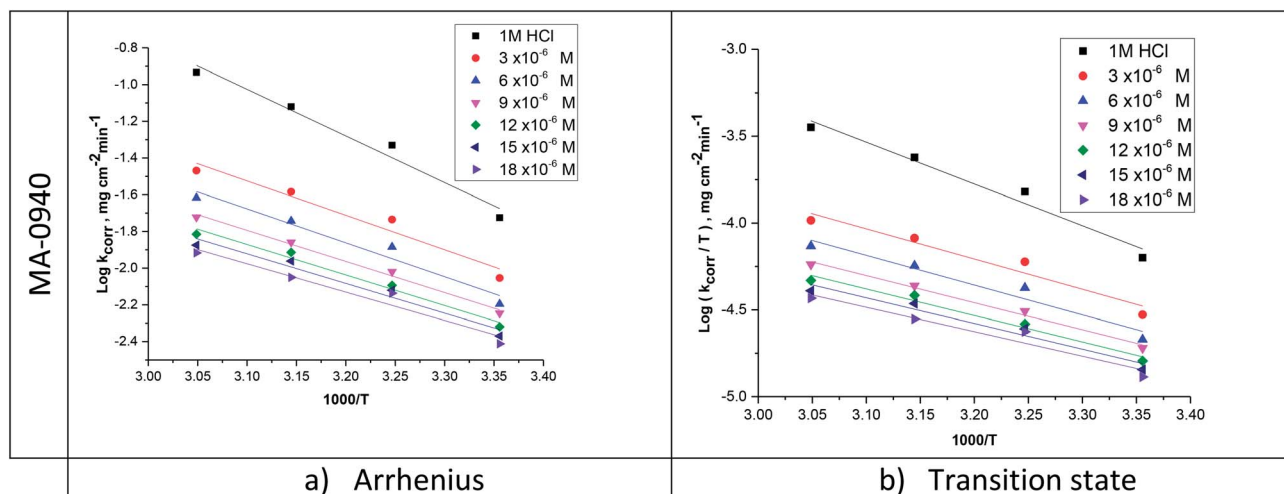 MA-0940
1M HCl
3 x10⁻⁶ M
6 x10⁻⁶ M
9 x10⁻⁶ M
12 x10⁻⁶ M
15 x10⁻⁶ M
18 x10⁻⁶ M
Log k_corr , mg cm⁻²min⁻¹
-0.8
-1.0
-1.2
-1.4
-1.6
-1.8
-2.0
-2.2
-2.4
3.00 3.05 3.10 3.15 3.20 3.25 3.30 3.35 3.40
1000/T
1M HCl
3 x10⁻⁶ M
6 x10⁻⁶ M
9 x10⁻⁶ M
12 x10⁻⁶ M
15 x10⁻⁶ M
18 x10⁻⁶ M
Log ( k_corr / T ) , mg cm⁻²min⁻¹
-3.0
-3.5
-4.0
-4.5
-5.0
3.00 3.05 3.10 3.15 3.20 3.25 3.30 3.35 3.40
1000/T
a) Arrhenius
b) Transition state